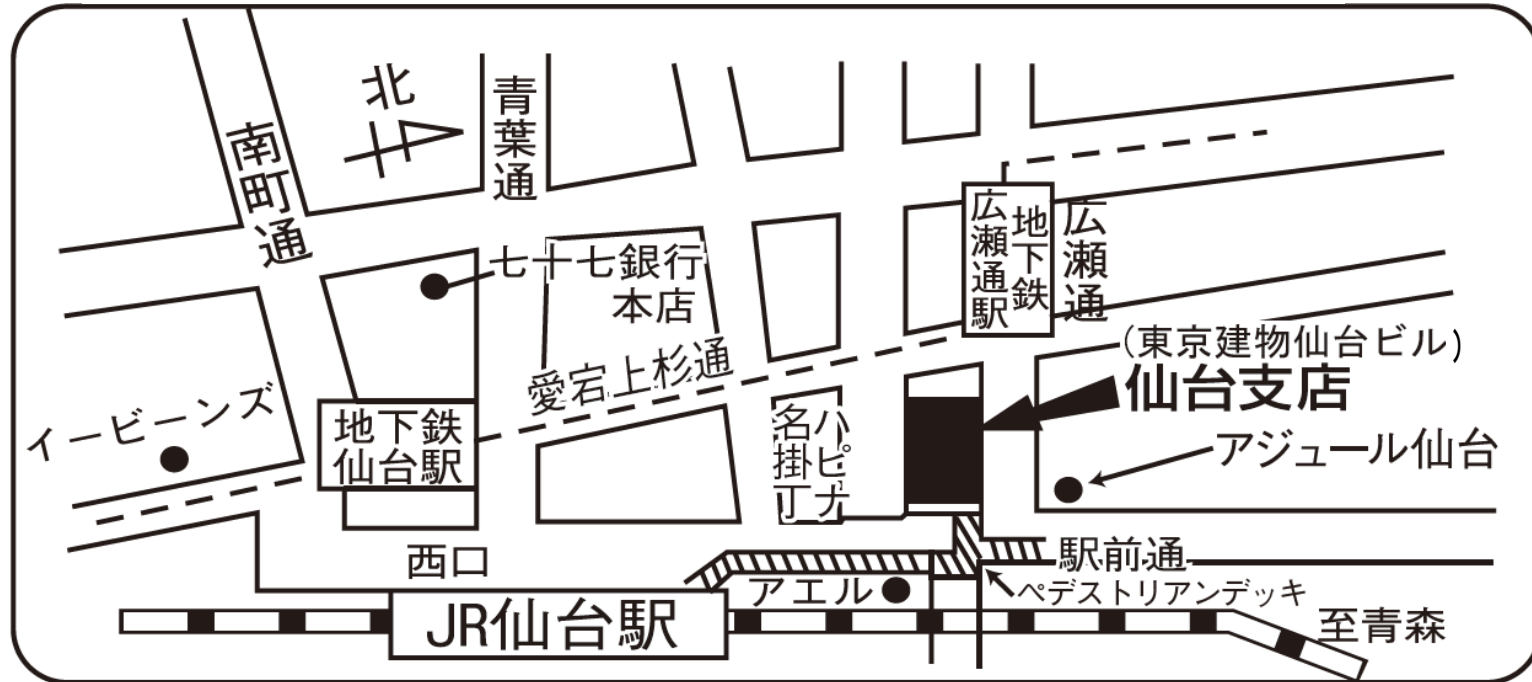 北
青葉通
南町通
七十七銀行
本店
地下鉄
広瀬通駅
広瀬通
(東京建物仙台ビル)
仙台支店
愛宕上杉通
イービーンズ
地下鉄
仙台駅
ハピナ
名掛丁
アジュール仙台
西口
駅前通
アエル
ペデストリアンデッキ
JR仙台駅
至青森